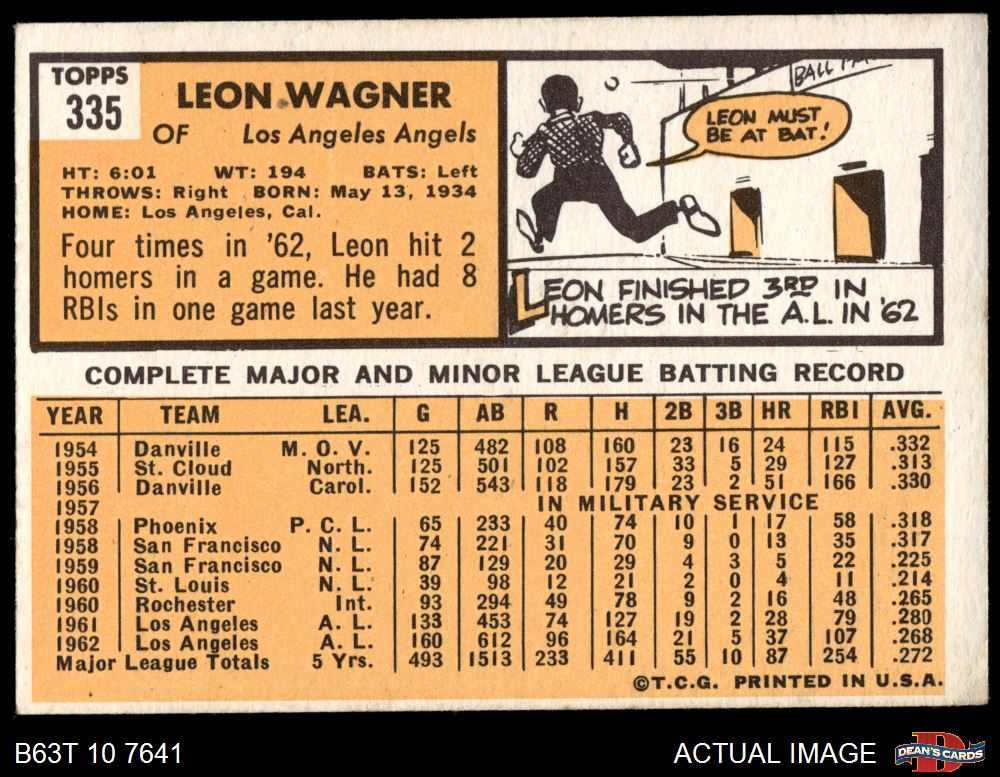 TOPPS
335
LEON WAGNER
OF Los Angeles Angels
HT: 6:01 WT: 194 BATS: Left
THROWS: Right BORN: May 13, 1934
HOME: Los Angeles, Cal.
Four times in '62, Leon hit 2
homers in a game. He had 8
RBIs in one game last year.
BALL
LEON MUST
BE AT BAT!
LEON FINISHED 3RD IN
HOMERS IN THE A.L. IN '62
COMPLETE MAJOR AND MINOR LEAGUE BATTING RECORD
YEAR TEAM LEA. G AB R H 2B 3B HR RBI AVG.
1954 Danville M. O. V. 125 482 108 160 23 16 24 115 .332
1955 St. Cloud North. 125 501 102 157 33 5 29 127 .313
1956 Danville Carol. 152 543 118 179 23 2 51 166 .330
1957 IN MILITARY SERVICE
1958 Phoenix P. C. L. 65 233 40 74 10 1 17 58 .318
1958 San Francisco N. L. 74 221 31 70 9 0 13 35 .317
1959 San Francisco N. L. 87 129 20 29 4 3 5 22 .225
1960 St. Louis N. L. 39 98 12 21 2 0 4 11 .214
1960 Rochester Int. 93 294 49 78 9 2 16 48 .265
1961 Los Angeles A. L. 133 453 74 127 19 2 28 79 .280
1962 Los Angeles A. L. 160 612 96 164 21 5 37 107 .268
Major League Totals 5 Yrs. 493 1513 233 411 55 10 87 254 .272
©T.C.G. PRINTED IN U.S.A.
B63T 10 7641
ACTUAL IMAGE
D
DEAN'S CARDS